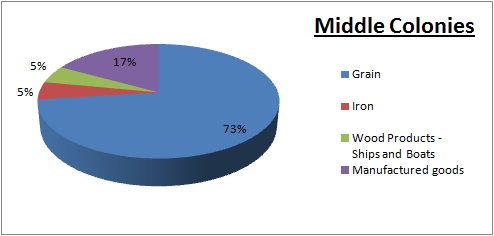 Middle Colonies
17%
5%
5%
73%
Grain
Iron
Wood Products -
Ships and Boats
Manufactured goods